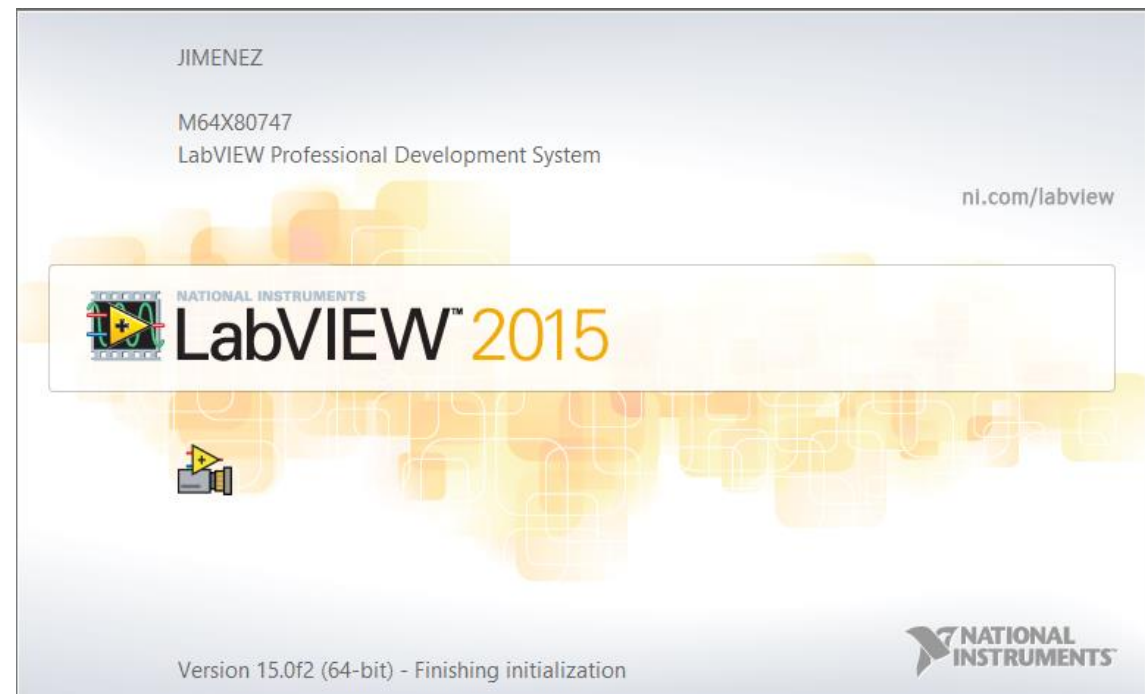 JIMENEZ
M64X80747
LabVIEW Professional Development System
ni.com/labview
NATIONAL INSTRUMENTS
LabVIEW™ 2015
Version 15.0f2 (64-bit) - Finishing initialization
NATIONAL
INSTRUMENTS™